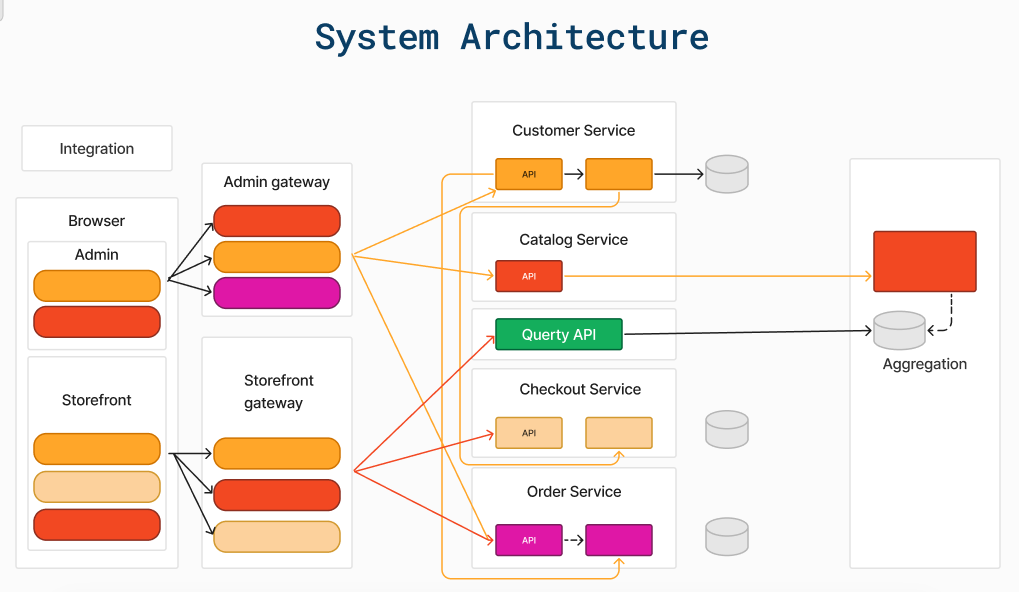 System Architecture
Integration
Browser
Admin
Storefront
Admin gateway
Storefront
gateway
Customer Service
API
Catalog Service
API
Querty API
Checkout Service
API
Order Service
API
Aggregation